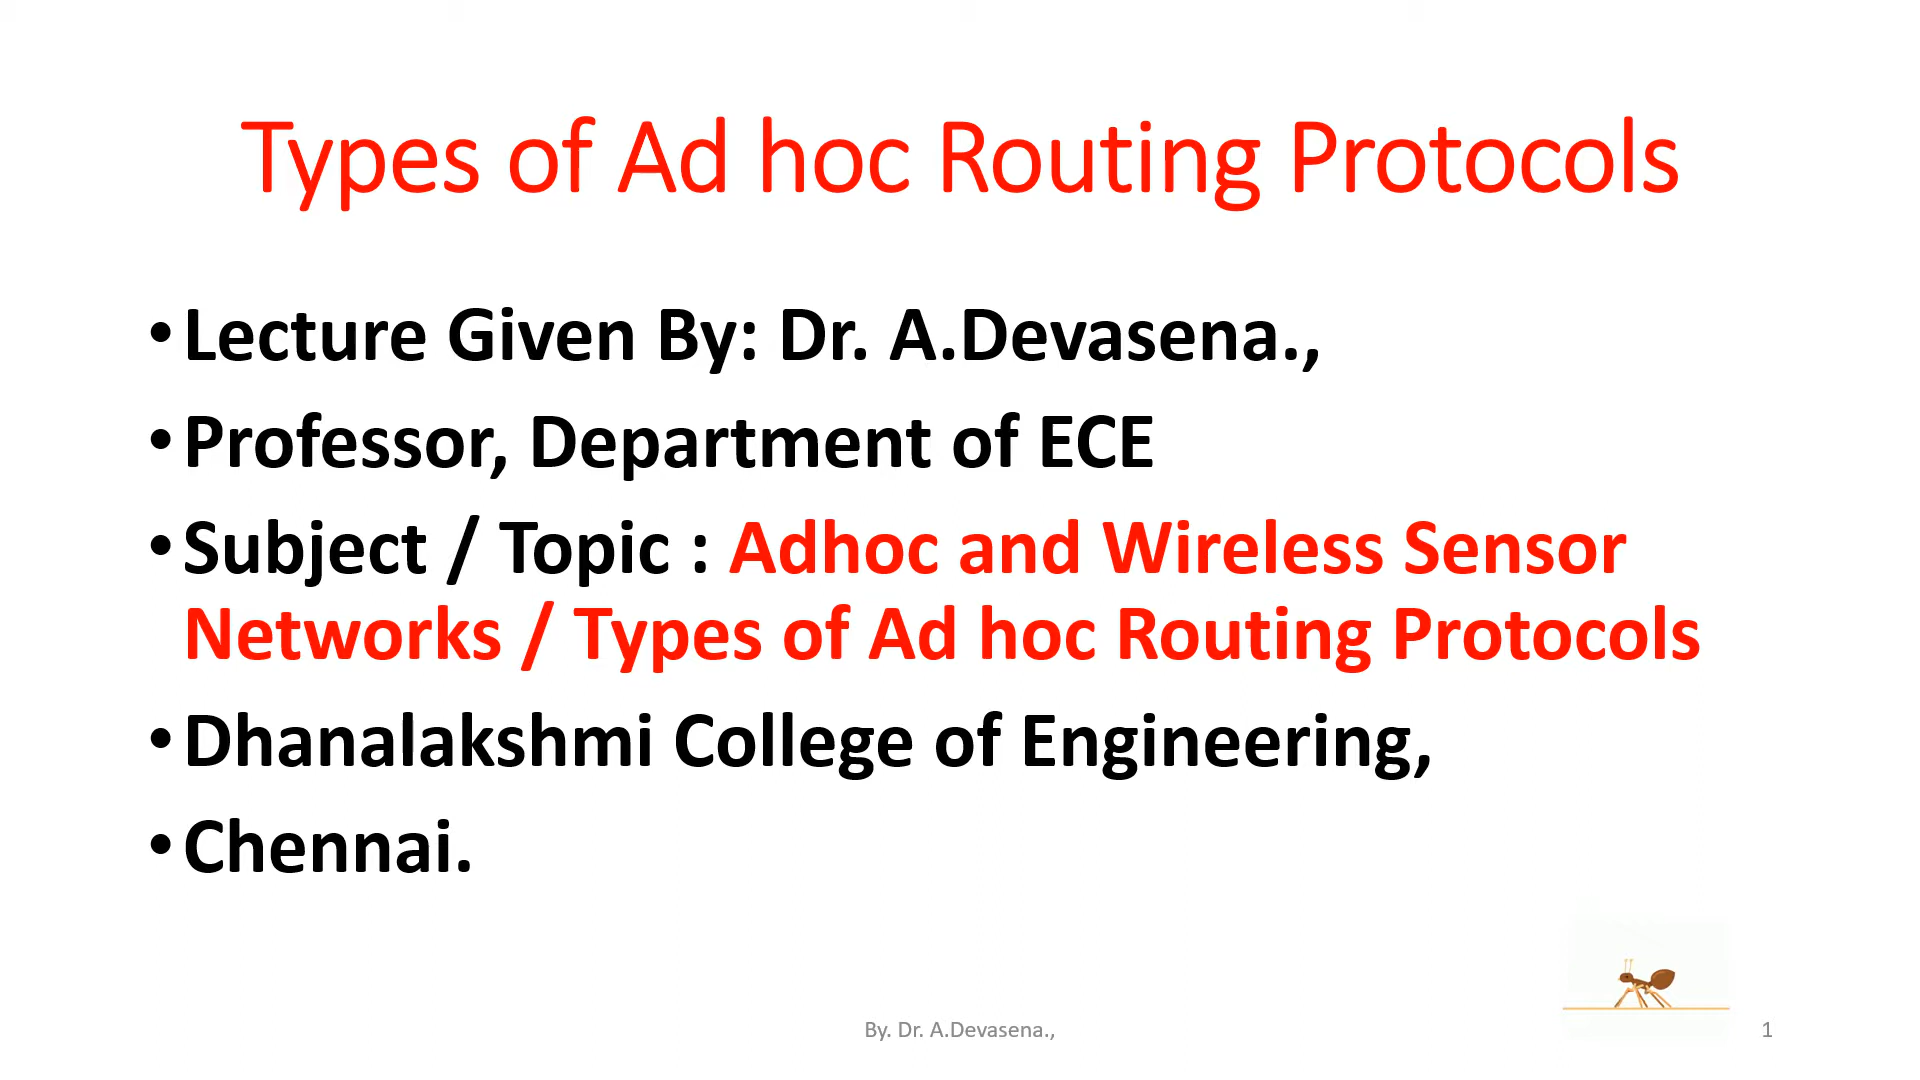 Types of Ad hoc Routing Protocols
•Lecture Given By: Dr. A.Devasena.,
•Professor, Department of ECE
•Subject / Topic : Adhoc and Wireless Sensor
Networks / Types of Ad hoc Routing Protocols
•Dhanalakshmi College of Engineering,
•Chennai.
By. Dr. A.Devasena.,
1